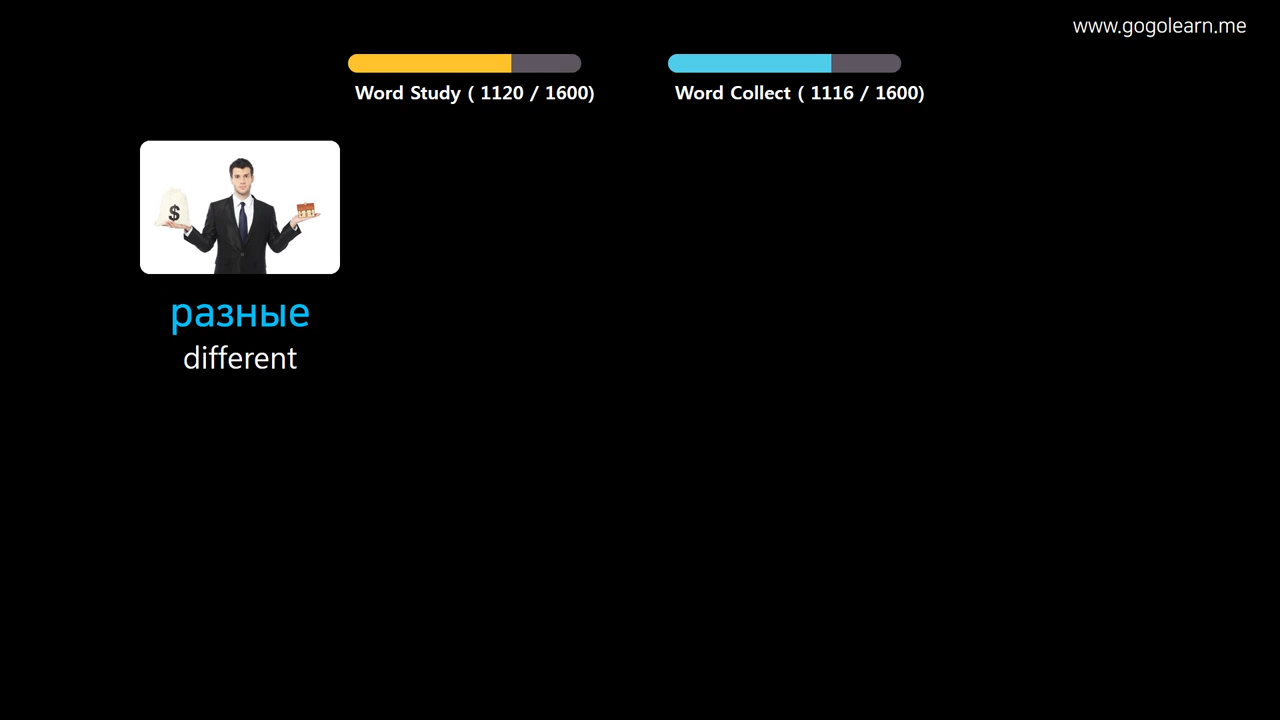 www.gogolearn.me
Word Study ( 1120 / 1600)
Word Collect ( 1116 / 1600)
$
разные
different